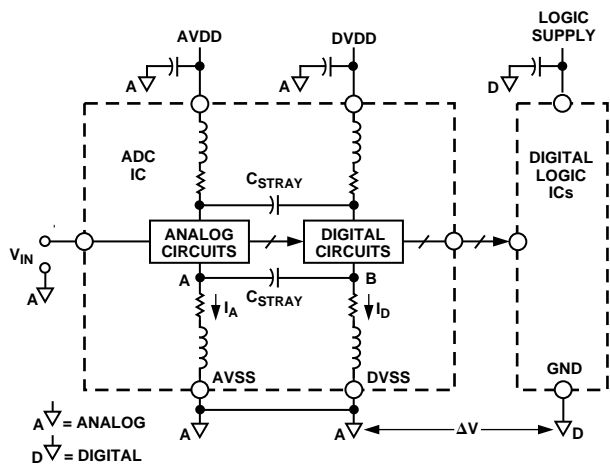 AVDD
DVDD
LOGIC
SUPPLY
A
A
D
ADC
IC
CSTRAY
DIGITAL
LOGIC
ICs
VIN
A
ANALOG
CIRCUITS
DIGITAL
CIRCUITS
A
B
CSTRAY
IA
ID
AVSS
DVSS
GND
A
A
ΔV
D
A = ANALOG
D = DIGITAL